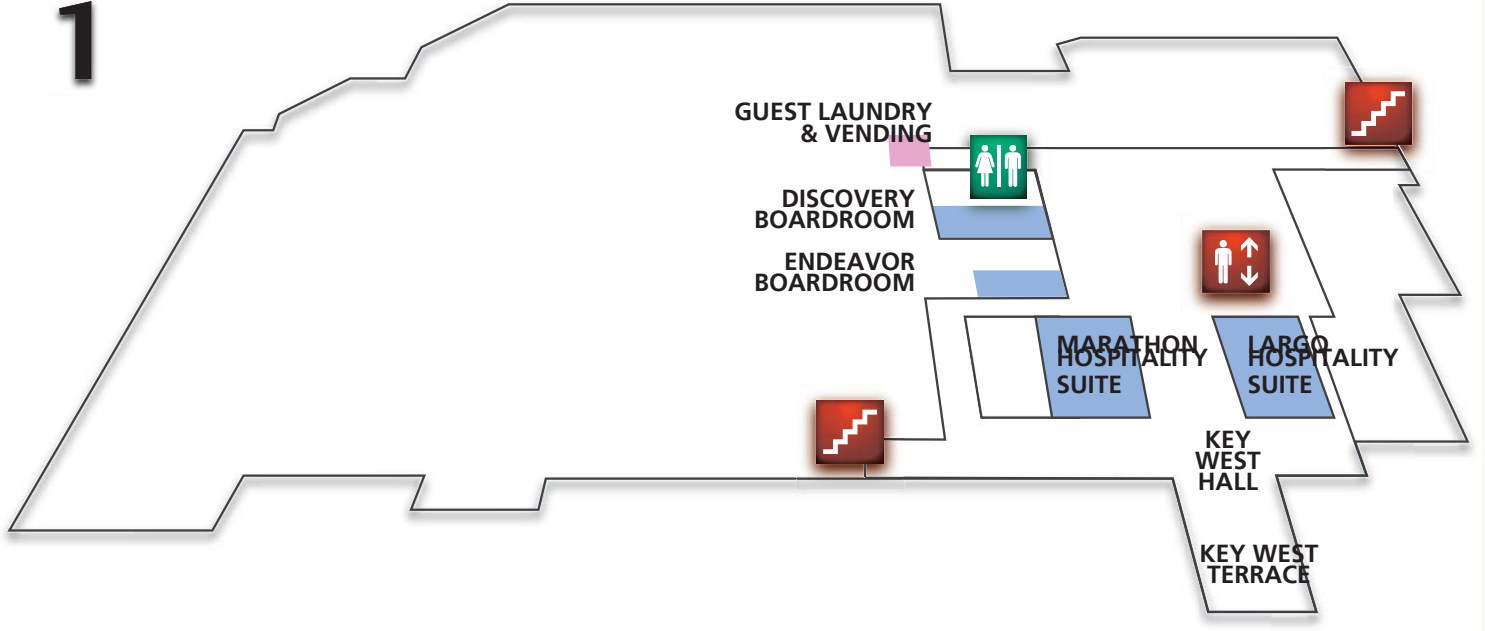 1
GUEST LAUNDRY
& VENDING
DISCOVERY
BOARDROOM
ENDEAVOR
BOARDROOM
MARATHON
HOSPITALITY
SUITE
LARGO
HOSPITALITY
SUITE
KEY
WEST
HALL
KEY WEST
TERRACE